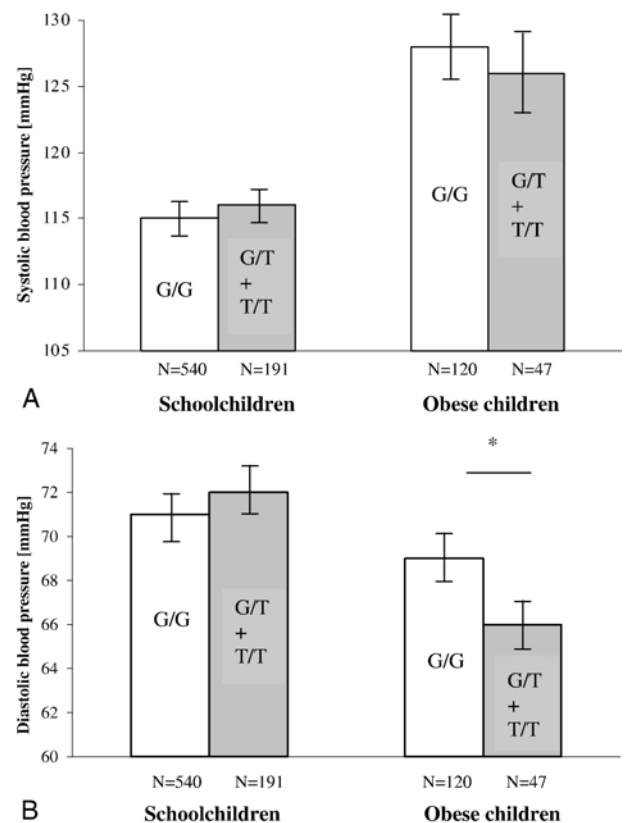 Systolic blood pressure [mmHg]
130
125
120
115
110
105
G/G
G/T
+
T/T
G/G
G/T
+
T/T
N=540 N=191 N=120 N=47
A Schoolchildren Obese children
Diastolic blood pressure [mmHg]
74
72
70
68
66
64
62
60
*
G/G
G/T
+
T/T
G/G
G/T
+
T/T
N=540 N=191 N=120 N=47
B Schoolchildren Obese children